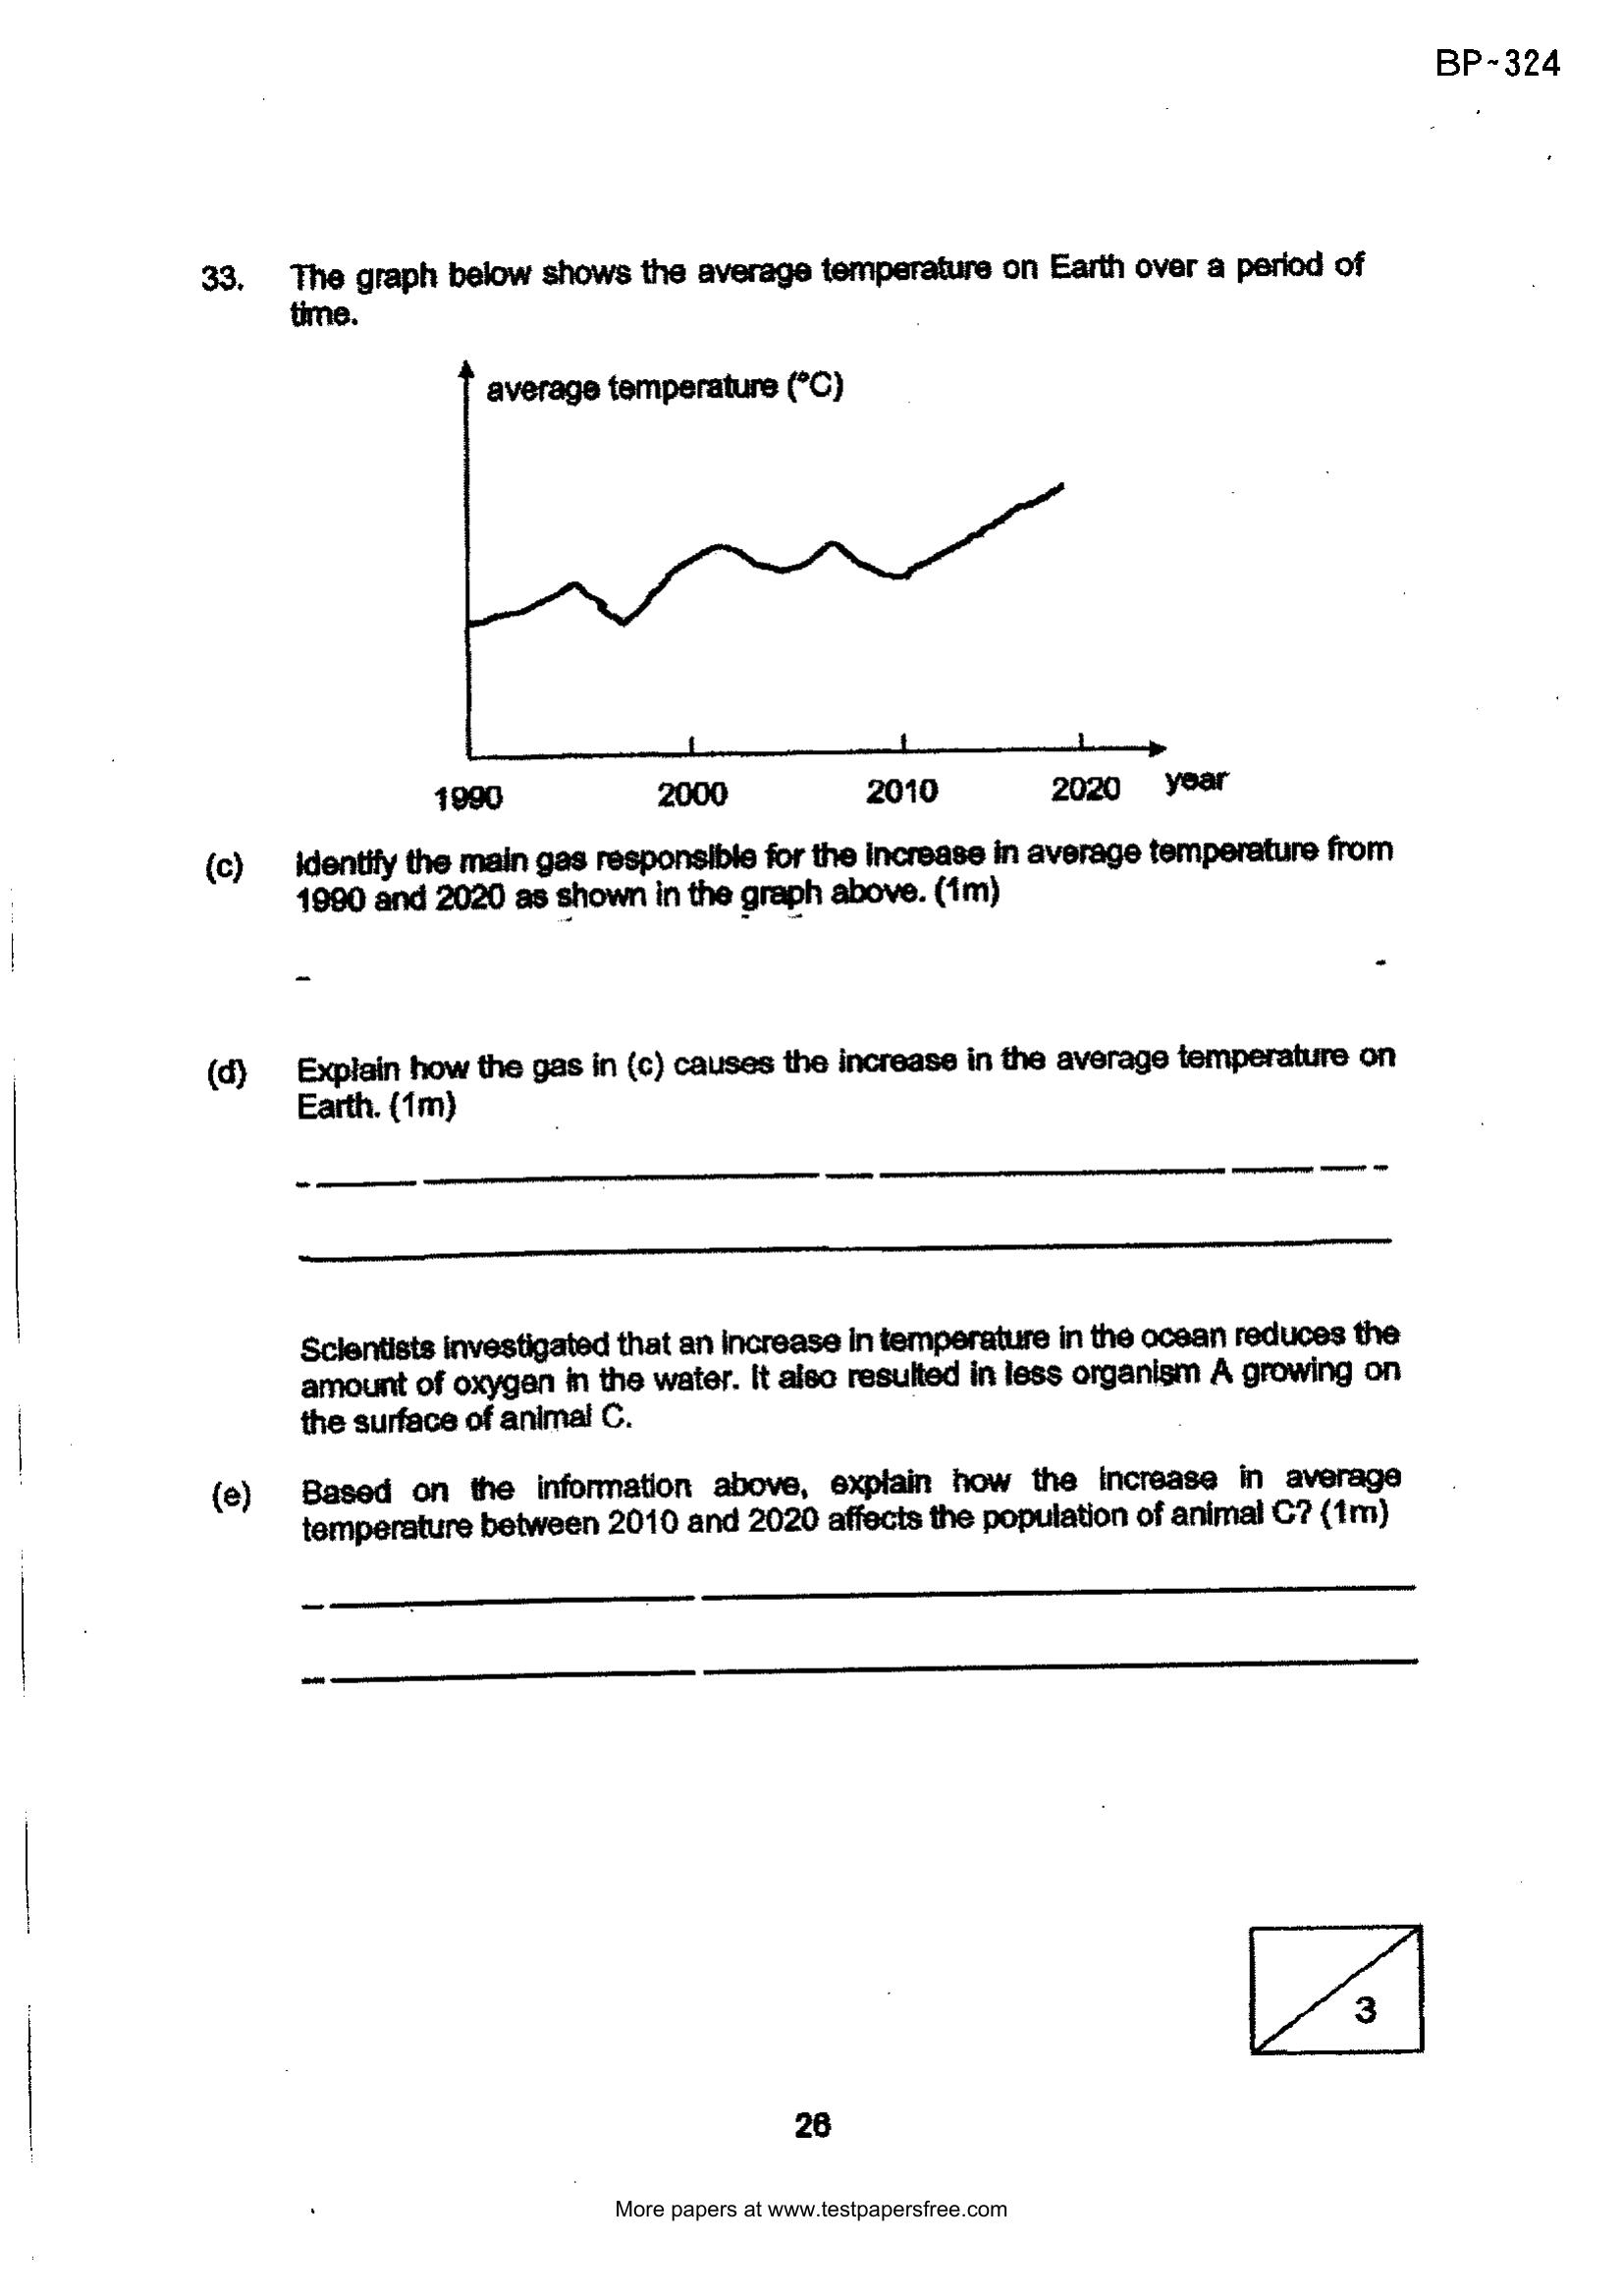 BP~324
33. The graph below shows the average temperature on Earth over a period of
time.
average temperature (°C)
1990 2000 2010 2020 year
(c) Identify the main gas responsible for the increase in average temperature from
1990 and 2020 as shown in the graph above. (1m)
(d) Explain how the gas in (c) causes the increase in the average temperature on
Earth. (1m)
Scientists investigated that an increase in temperature in the ocean reduces the
amount of oxygen in the water. It also resulted in less organism A growing on
the surface of animal C.
(e) Based on the information above, explain how the increase in average
temperature between 2010 and 2020 affects the population of animal C? (1m)
3
26
More papers at www.testpapersfree.com